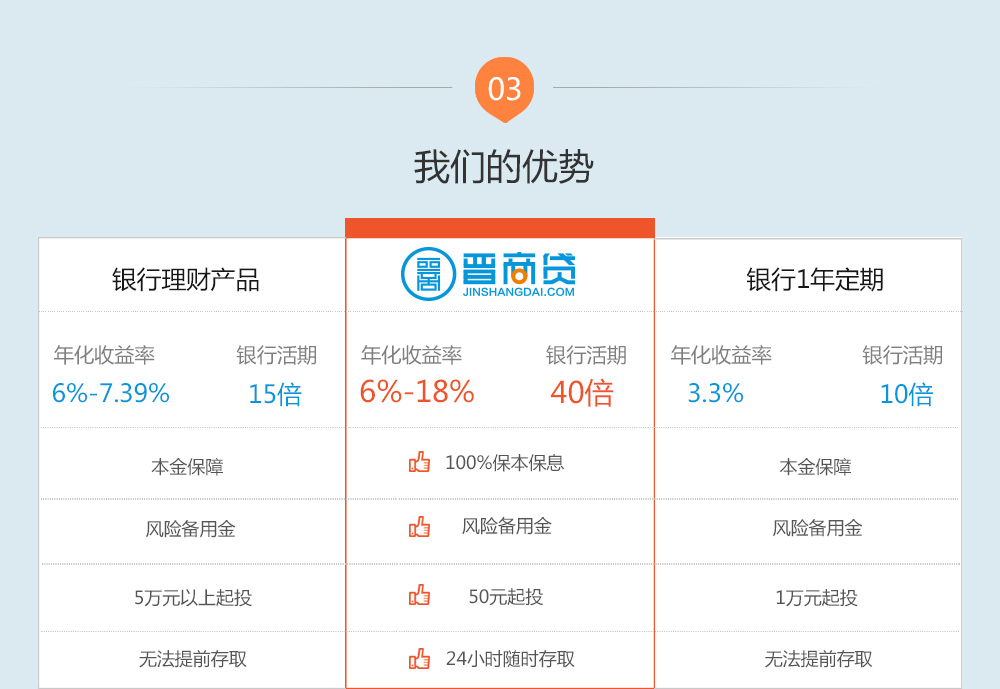 03
我们的优势
银行理财产品
晋商贷
JINSHANGDAI.COM
银行1年定期
年化收益率 银行活期
6%-7.39% 15倍
年化收益率 银行活期
6%-18% 40倍
年化收益率 银行活期
3.3% 10倍
本金保障
100%保本保息
本金保障
风险备用金
风险备用金
风险备用金
5万元以上起投
50元起投
1万元起投
无法提前存取
24小时随时存取
无法提前存取